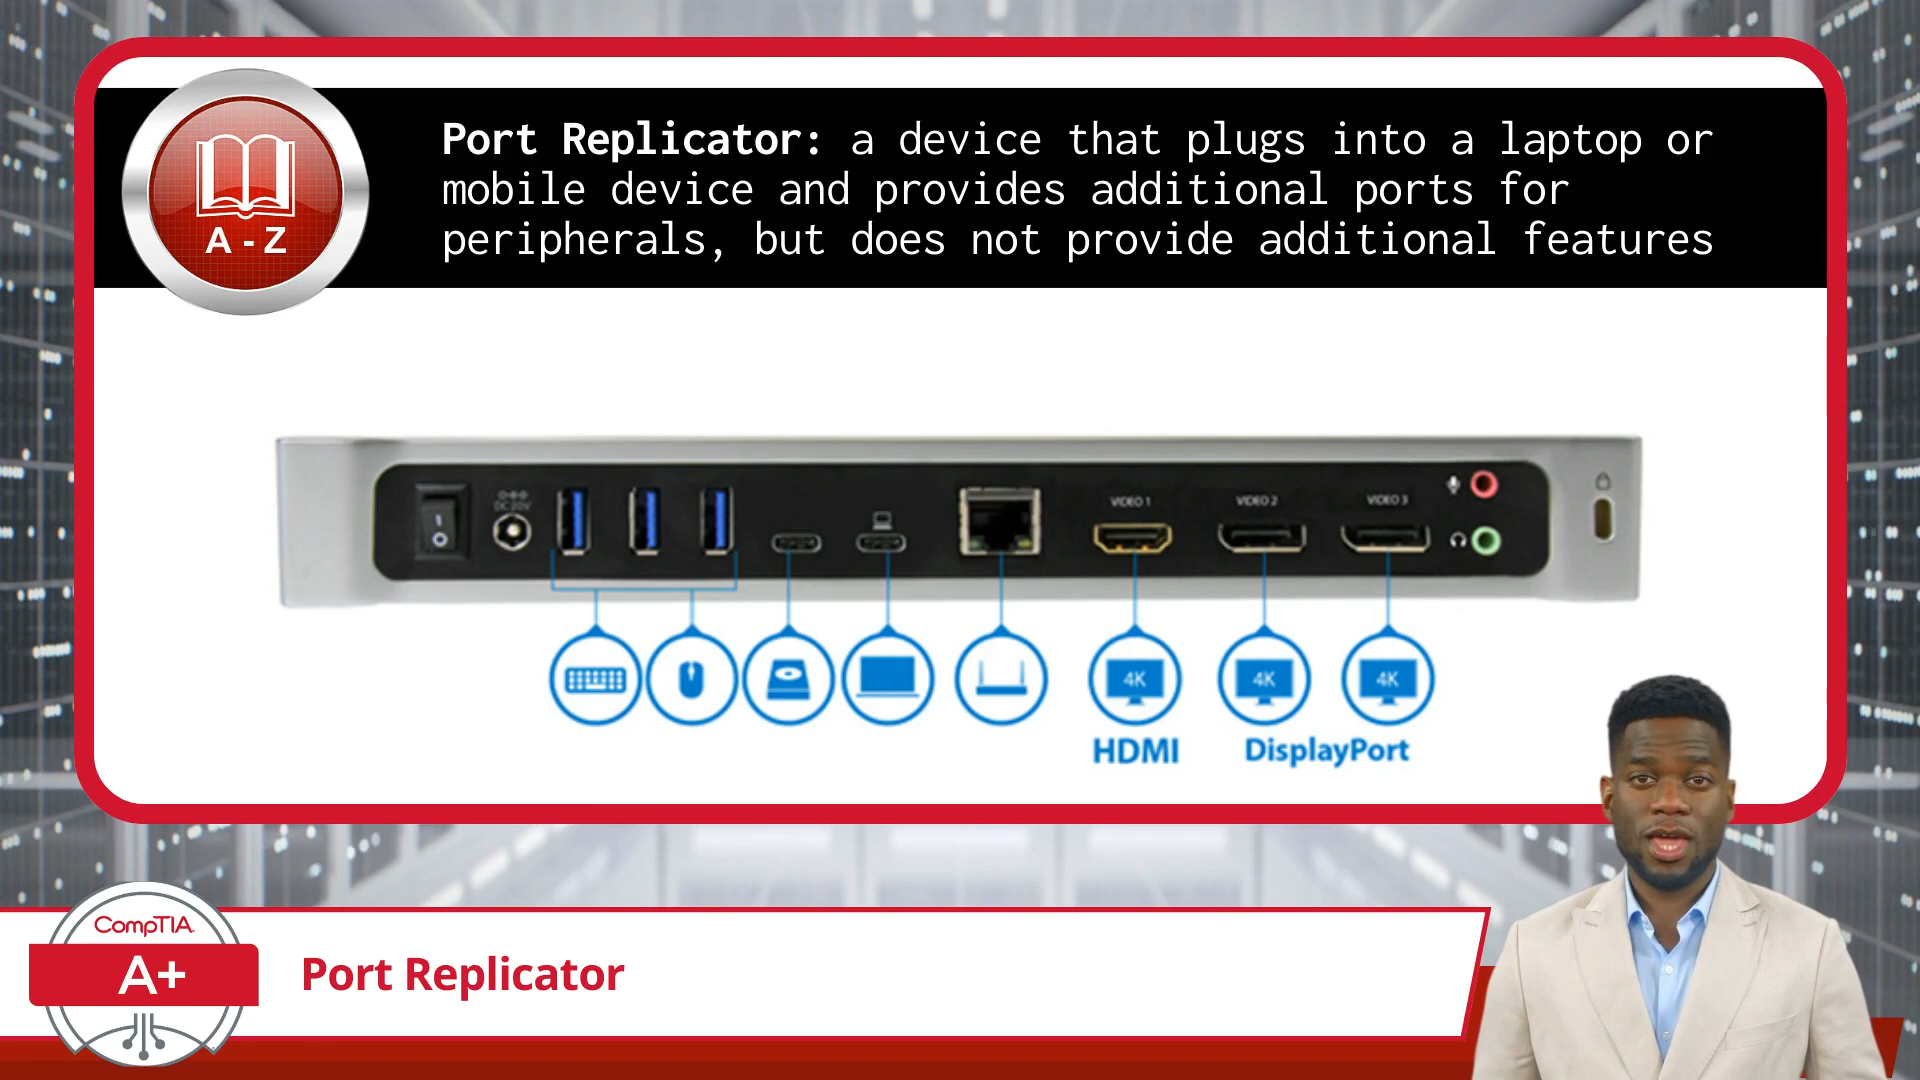 Port Replicator: a device that plugs into a laptop or
mobile device and provides additional ports for
peripherals, but does not provide additional features
A - Z
DC20V
VIDEO 1
VIDEO 2
VIDEO 3
4K
4K
4K
HDMI
DisplayPort
CompTIA.
A+
Port Replicator